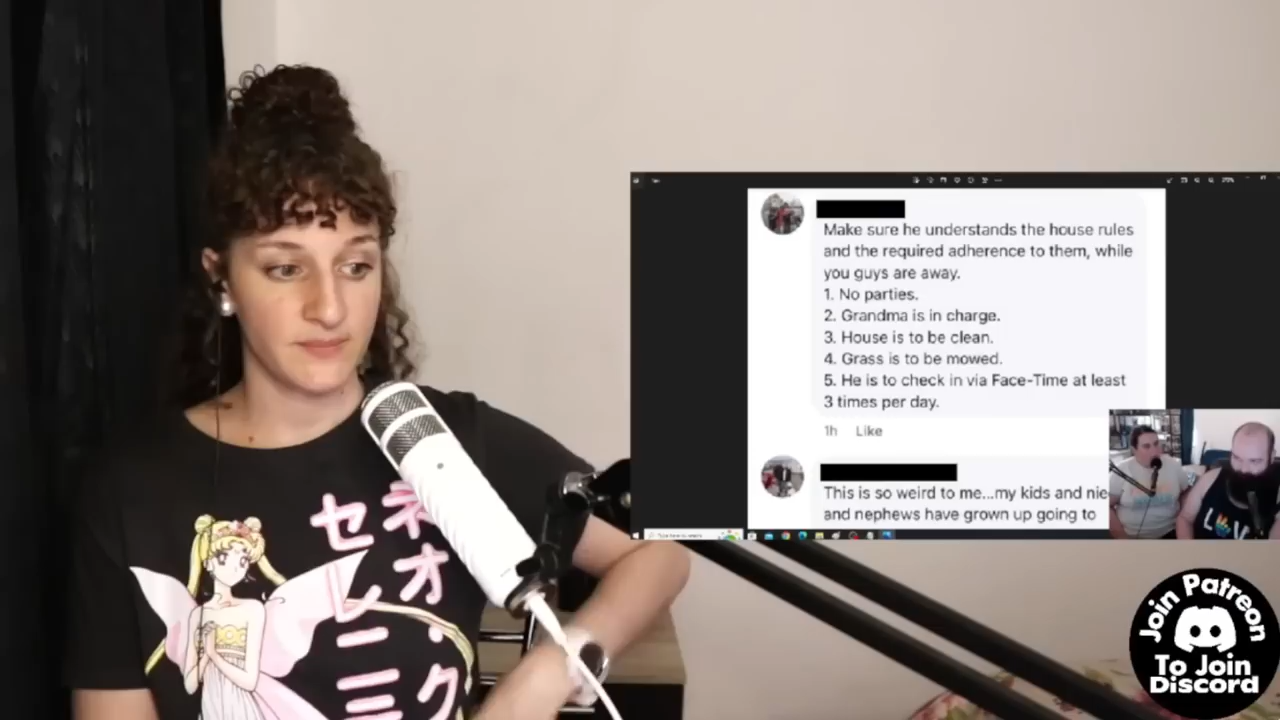 Make sure he understands the house rules
and the required adherence to them, while
you guys are away.
1. No parties.
2. Grandma is in charge.
3. House is to be clean.
4. Grass is to be mowed.
5. He is to check in via Face-Time at least
3 times per day.
1h Like
This is so weird to me...my kids and nie
and nephews have grown up going to
ネオ・ク
セレニ
LOVE
Join Patreon
To Join
Discord